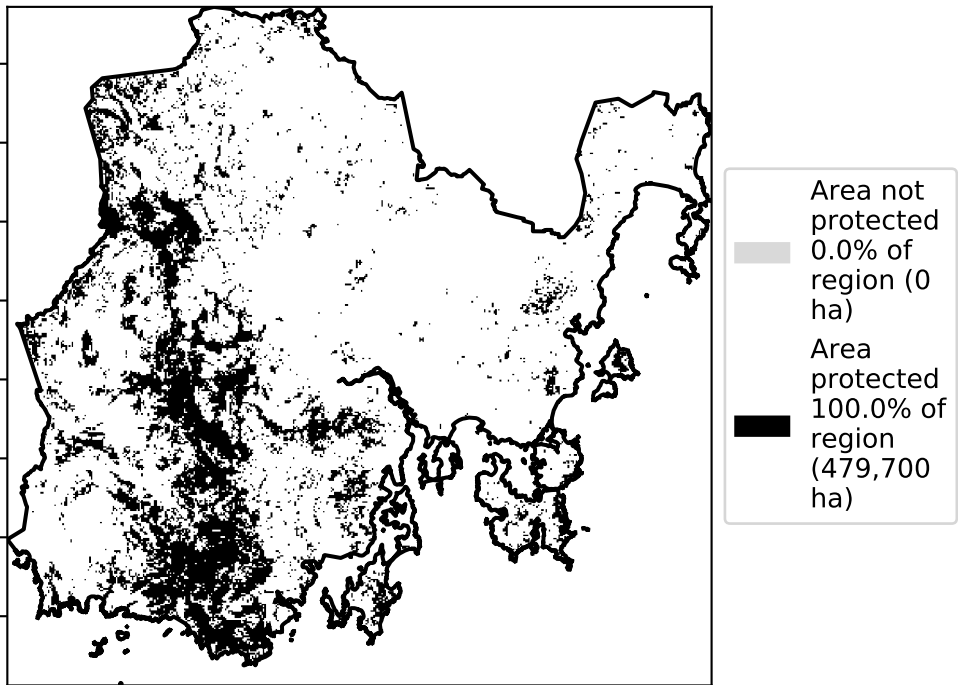 Area not
protected
0.0% of
region (0
ha)
Area
protected
100.0% of
region
(479,700
ha)